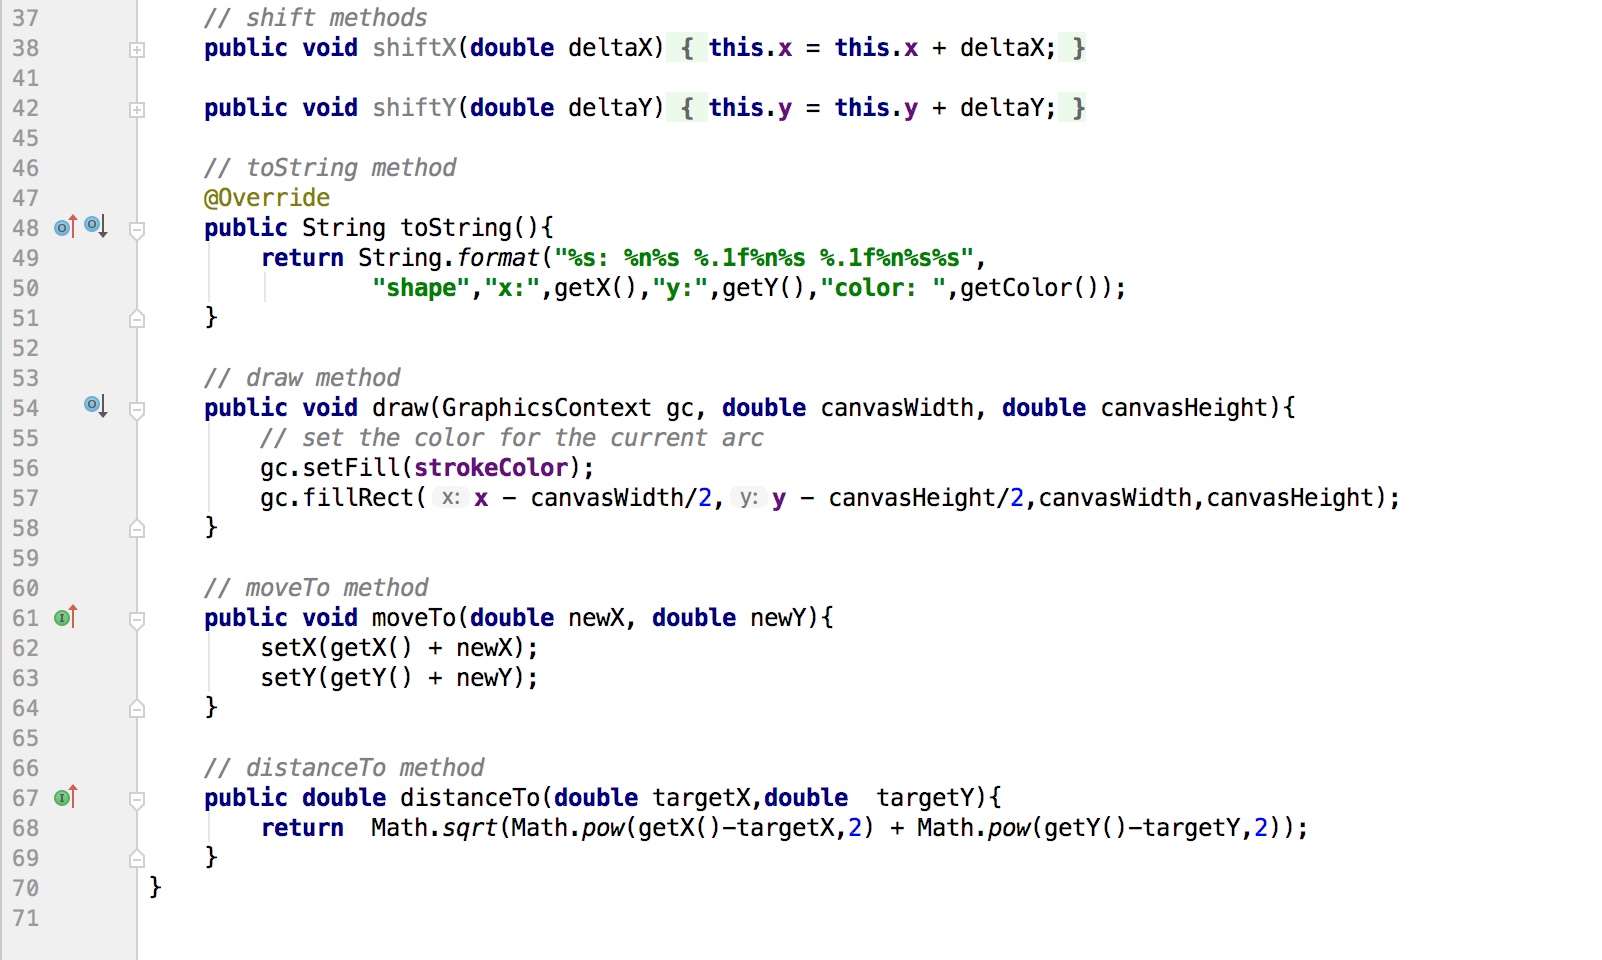 37 // shift methods
38 public void shiftX(double deltaX) { this.x = this.x + deltaX; }
41
42 public void shiftY(double deltaY) { this.y = this.y + deltaY; }
45
46 // toString method
47 @Override
48 public String toString(){
49 return String.format("%s: %n%s %.1f%n%s %.1f%n%s%s",
50 "shape","x:",getX(),"y:",getY(),"color: ",getColor());
51 }
52
53 // draw method
54 public void draw(GraphicsContext gc, double canvasWidth, double canvasHeight){
55 // set the color for the current arc
56 gc.setFill(strokeColor);
57 gc.fillRect( x: x - canvasWidth/2, y: y - canvasHeight/2,canvasWidth,canvasHeight);
58 }
59
60 // moveTo method
61 public void moveTo(double newX, double newY){
62 setX(getX() + newX);
63 setY(getY() + newY);
64 }
65
66 // distanceTo method
67 public double distanceTo(double targetX,double  targetY){
68 return  Math.sqrt(Math.pow(getX()-targetX,2) + Math.pow(getY()-targetY,2));
69 }
70 }
71